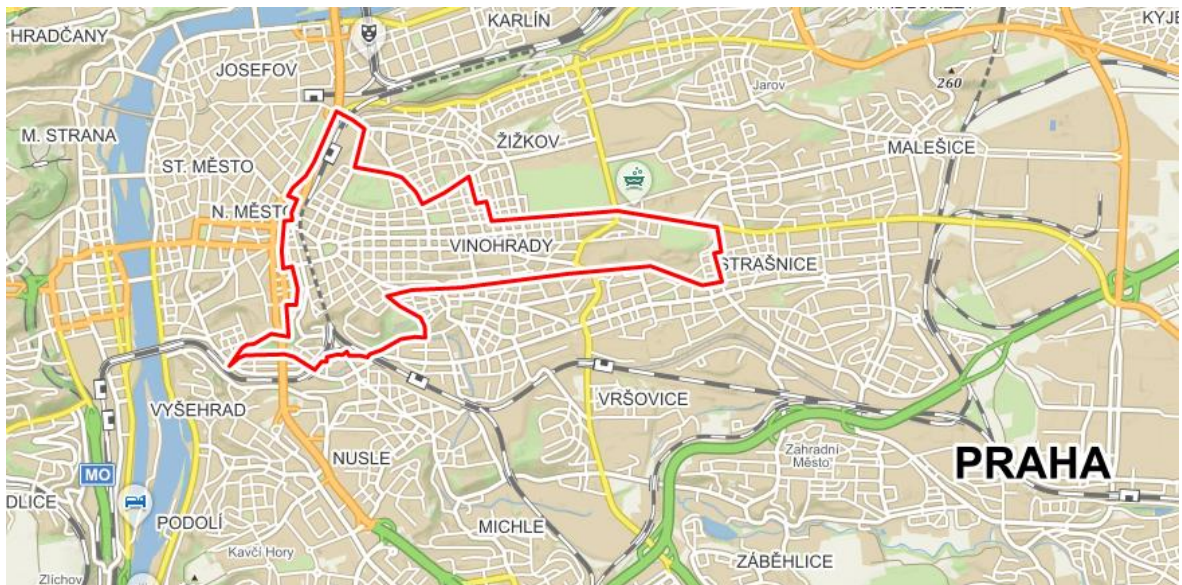 HRADČANY
KARLÍN
KYJE
JOSEFOV
Jarov
260
M. STRANA
ŽIŽKOV
MALEŠICE
ST. MĚSTO
N. MĚSTO
VINOHRADY
STRAŠNICE
VYŠEHRAD
VRŠOVICE
NUSLE
Zahradní
Město
PRAHA
MO
DLICE
PODOLÍ
MICHLE
Kavčí Hory
ZÁBĚHLICE
Zlíchov